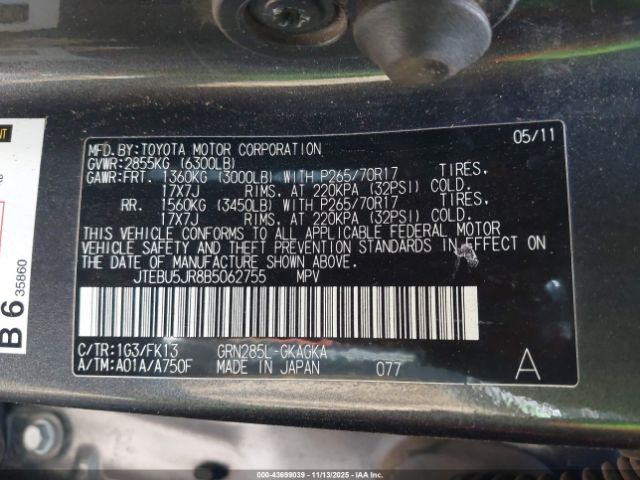 MFD.BY:TOYOTA MOTOR CORPORATION 05/11
GVWR:2855KG (6300LB)
GAWR:FRT. 1360KG (3000LB) WITH P265/70R17 TIRES.
17X7J RIMS. AT 220KPA (32PSI) COLD.
RR. 1560KG (3450LB) WITH P265/70R17 TIRES.
17X7J RIMS. AT 220KPA (32PSI) COLD.
THIS VEHICLE CONFORMS TO ALL APPLICABLE FEDERAL MOTOR
VEHICLE SAFETY AND THEFT PREVENTION STANDARDS IN EFFECT ON
THE DATE OF MANUFACTURE SHOWN ABOVE.
JTEBU5JR8B5062755 MPV
C/TR:1G3/FK13 GRN285L-GKAGKA
A/TM:A01A/A750F MADE IN JAPAN 077 A
B 6 35860
000-43699039 - 11/13/2025 - IAAI.CA